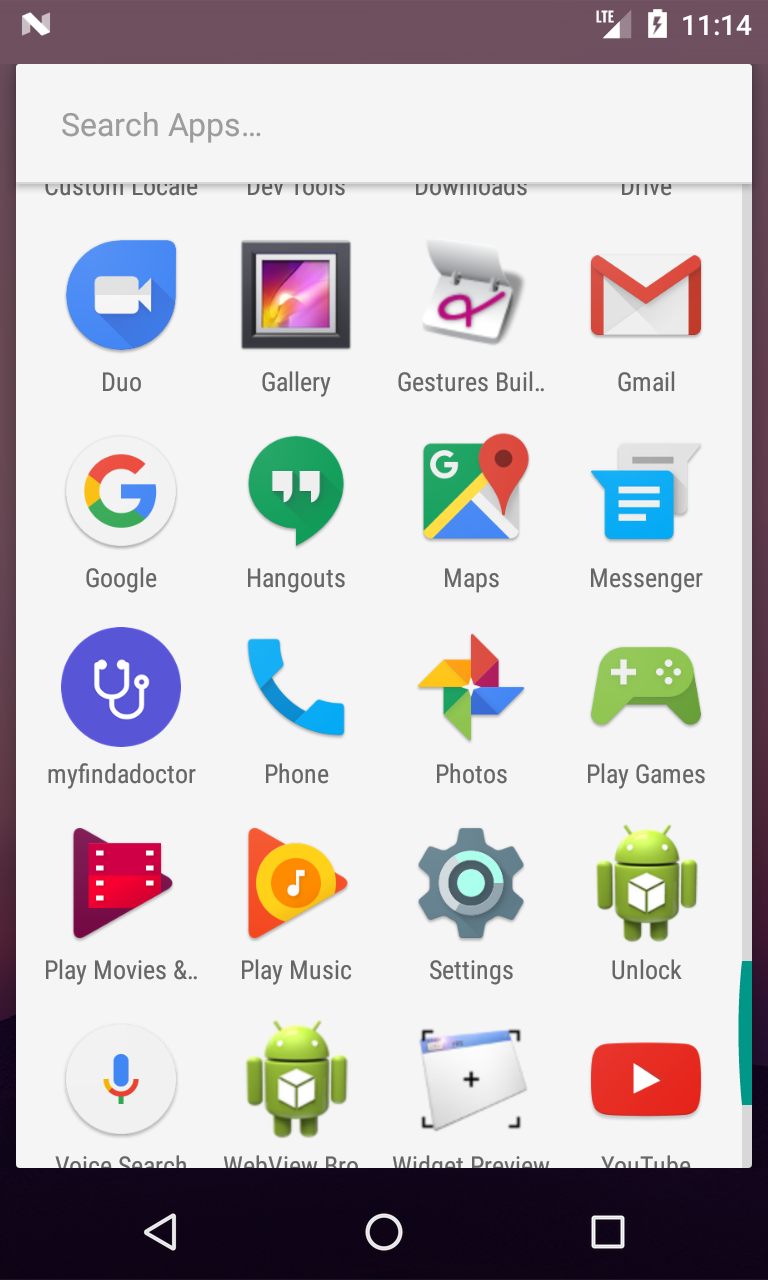 LTE 11:14
Search Apps…
Custom Locale Dev Tools Downloads Drive
Duo Gallery Gestures Buil..
Gmail
Google Hangouts Maps Messenger
myfindadoctor Phone Photos Play Games
Play Movies &.. Play Music Settings Unlock
Voice Search WebView Bro Widget Preview YouTube